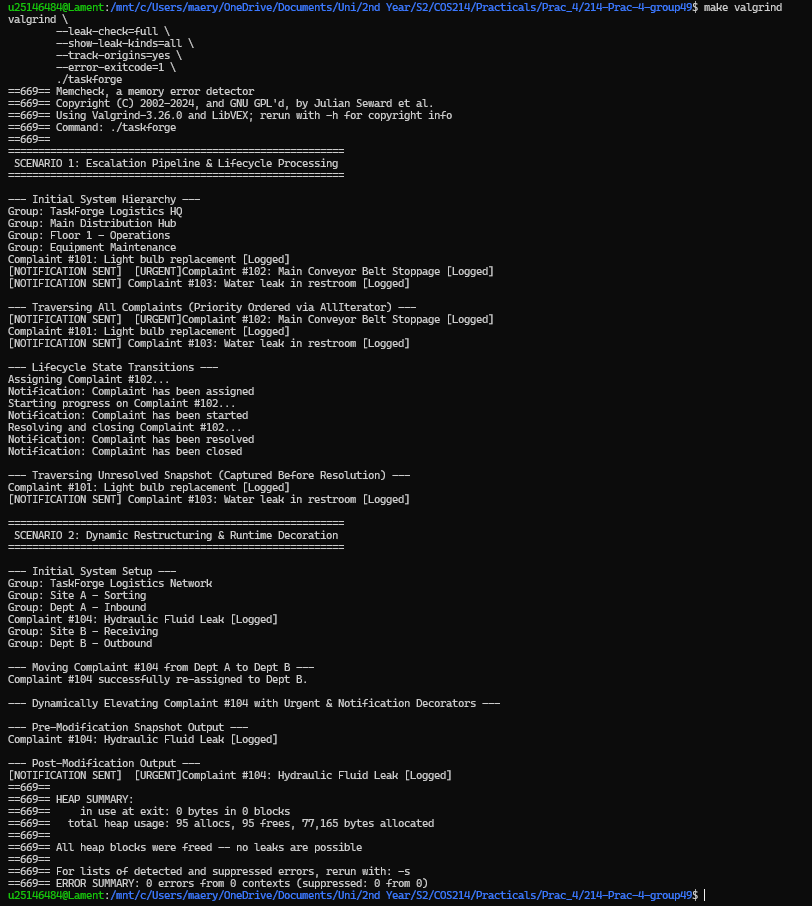 u25146484@Lament:/mnt/c/Users/maery/OneDrive/Documents/Uni/2nd Year/S2/COS214/Practicals/Prac_4/214-Prac-4-group49$ make valgrind
valgrind \
        --leak-check=full \
        --show-leak-kinds=all \
        --track-origins=yes \
        --error-exitcode=1 \
        ./taskforge
==669== Memcheck, a memory error detector
==669== Copyright (C) 2002-2024, and GNU GPL'd, by Julian Seward et al.
==669== Using Valgrind-3.26.0 and LibVEX; rerun with -h for copyright info
==669== Command: ./taskforge
==669==
========================================================
 SCENARIO 1: Escalation Pipeline & Lifecycle Processing
========================================================

--- Initial System Hierarchy ---
Group: TaskForge Logistics HQ
Group: Main Distribution Hub
Group: Floor 1 - Operations
Group: Equipment Maintenance
Complaint #101: Light bulb replacement [Logged]
[NOTIFICATION SENT]  [URGENT]Complaint #102: Main Conveyor Belt Stoppage [Logged]
[NOTIFICATION SENT] Complaint #103: Water leak in restroom [Logged]

--- Traversing All Complaints (Priority Ordered via AllIterator) ---
[NOTIFICATION SENT]  [URGENT]Complaint #102: Main Conveyor Belt Stoppage [Logged]
Complaint #101: Light bulb replacement [Logged]
[NOTIFICATION SENT] Complaint #103: Water leak in restroom [Logged]

--- Lifecycle State Transitions ---
Assigning Complaint #102...
Notification: Complaint has been assigned
Starting progress on Complaint #102...
Notification: Complaint has been started
Resolving and closing Complaint #102...
Notification: Complaint has been resolved
Notification: Complaint has been closed

--- Traversing Unresolved Snapshot (Captured Before Resolution) ---
Complaint #101: Light bulb replacement [Logged]
[NOTIFICATION SENT] Complaint #103: Water leak in restroom [Logged]

========================================================
 SCENARIO 2: Dynamic Restructuring & Runtime Decoration
========================================================

--- Initial System Setup ---
Group: TaskForge Logistics Network
Group: Site A - Sorting
Group: Dept A - Inbound
Complaint #104: Hydraulic Fluid Leak [Logged]
Group: Site B - Receiving
Group: Dept B - Outbound

--- Moving Complaint #104 from Dept A to Dept B ---
Complaint #104 successfully re-assigned to Dept B.

--- Dynamically Elevating Complaint #104 with Urgent & Notification Decorators ---

--- Pre-Modification Snapshot Output ---
Complaint #104: Hydraulic Fluid Leak [Logged]

--- Post-Modification Output ---
[NOTIFICATION SENT]  [URGENT]Complaint #104: Hydraulic Fluid Leak [Logged]
==669==
==669== HEAP SUMMARY:
==669==     in use at exit: 0 bytes in 0 blocks
==669==   total heap usage: 95 allocs, 95 frees, 77,165 bytes allocated
==669==
==669== All heap blocks were freed -- no leaks are possible
==669==
==669== For lists of detected and suppressed errors, rerun with: -s
==669== ERROR SUMMARY: 0 errors from 0 contexts (suppressed: 0 from 0)
u25146484@Lament:/mnt/c/Users/maery/OneDrive/Documents/Uni/2nd Year/S2/COS214/Practicals/Prac_4/214-Prac-4-group49$